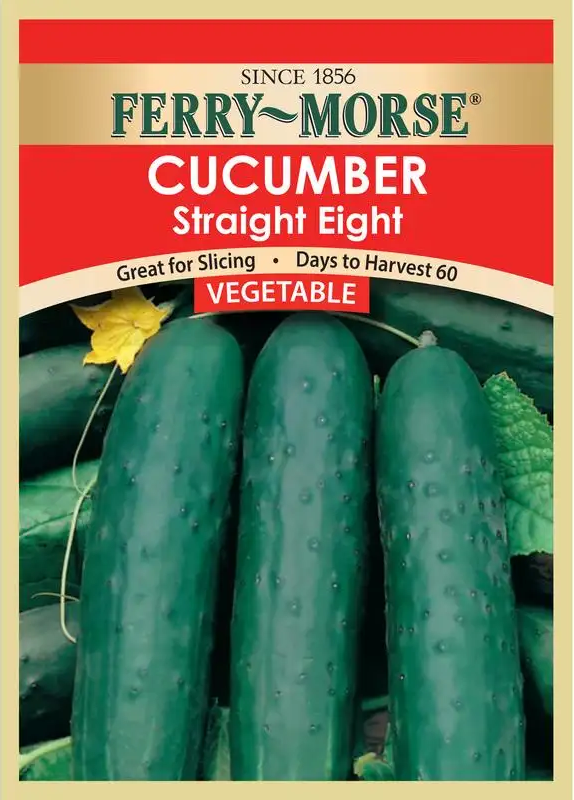 SINCE 1856
FERRY~MORSE®
CUCUMBER
Straight Eight
Great for Slicing • Days to Harvest 60
VEGETABLE